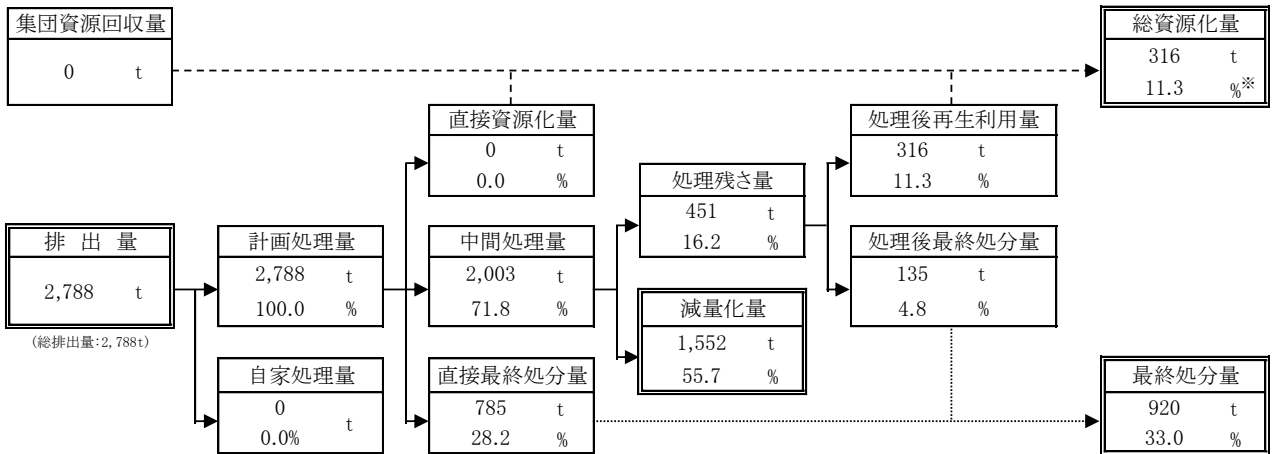 集団資源回収量
0 t
総資源化量
316 t
11.3 %※
直接資源化量
0 t
0.0 %
処理後再生利用量
316 t
11.3 %
処理残さ量
451 t
16.2 %
排 出 量
2,788 t
(総排出量:2,788t)
計画処理量
2,788 t
100.0 %
中間処理量
2,003 t
71.8 %
処理後最終処分量
135 t
4.8 %
減量化量
1,552 t
55.7 %
自家処理量
0 t
0.0%
直接最終処分量
785 t
28.2 %
最終処分量
920 t
33.0 %